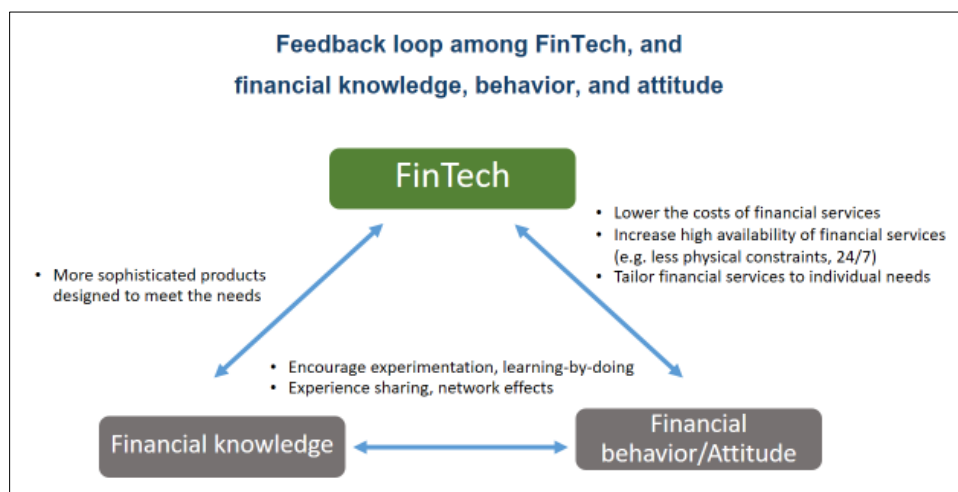 Feedback loop among FinTech, and
financial knowledge, behavior, and attitude
FinTech
• Lower the costs of financial services
• Increase high availability of financial services
(e.g. less physical constraints, 24/7)
• Tailor financial services to individual needs
• More sophisticated products
designed to meet the needs
• Encourage experimentation, learning-by-doing
• Experience sharing, network effects
Financial knowledge
Financial
behavior/Attitude